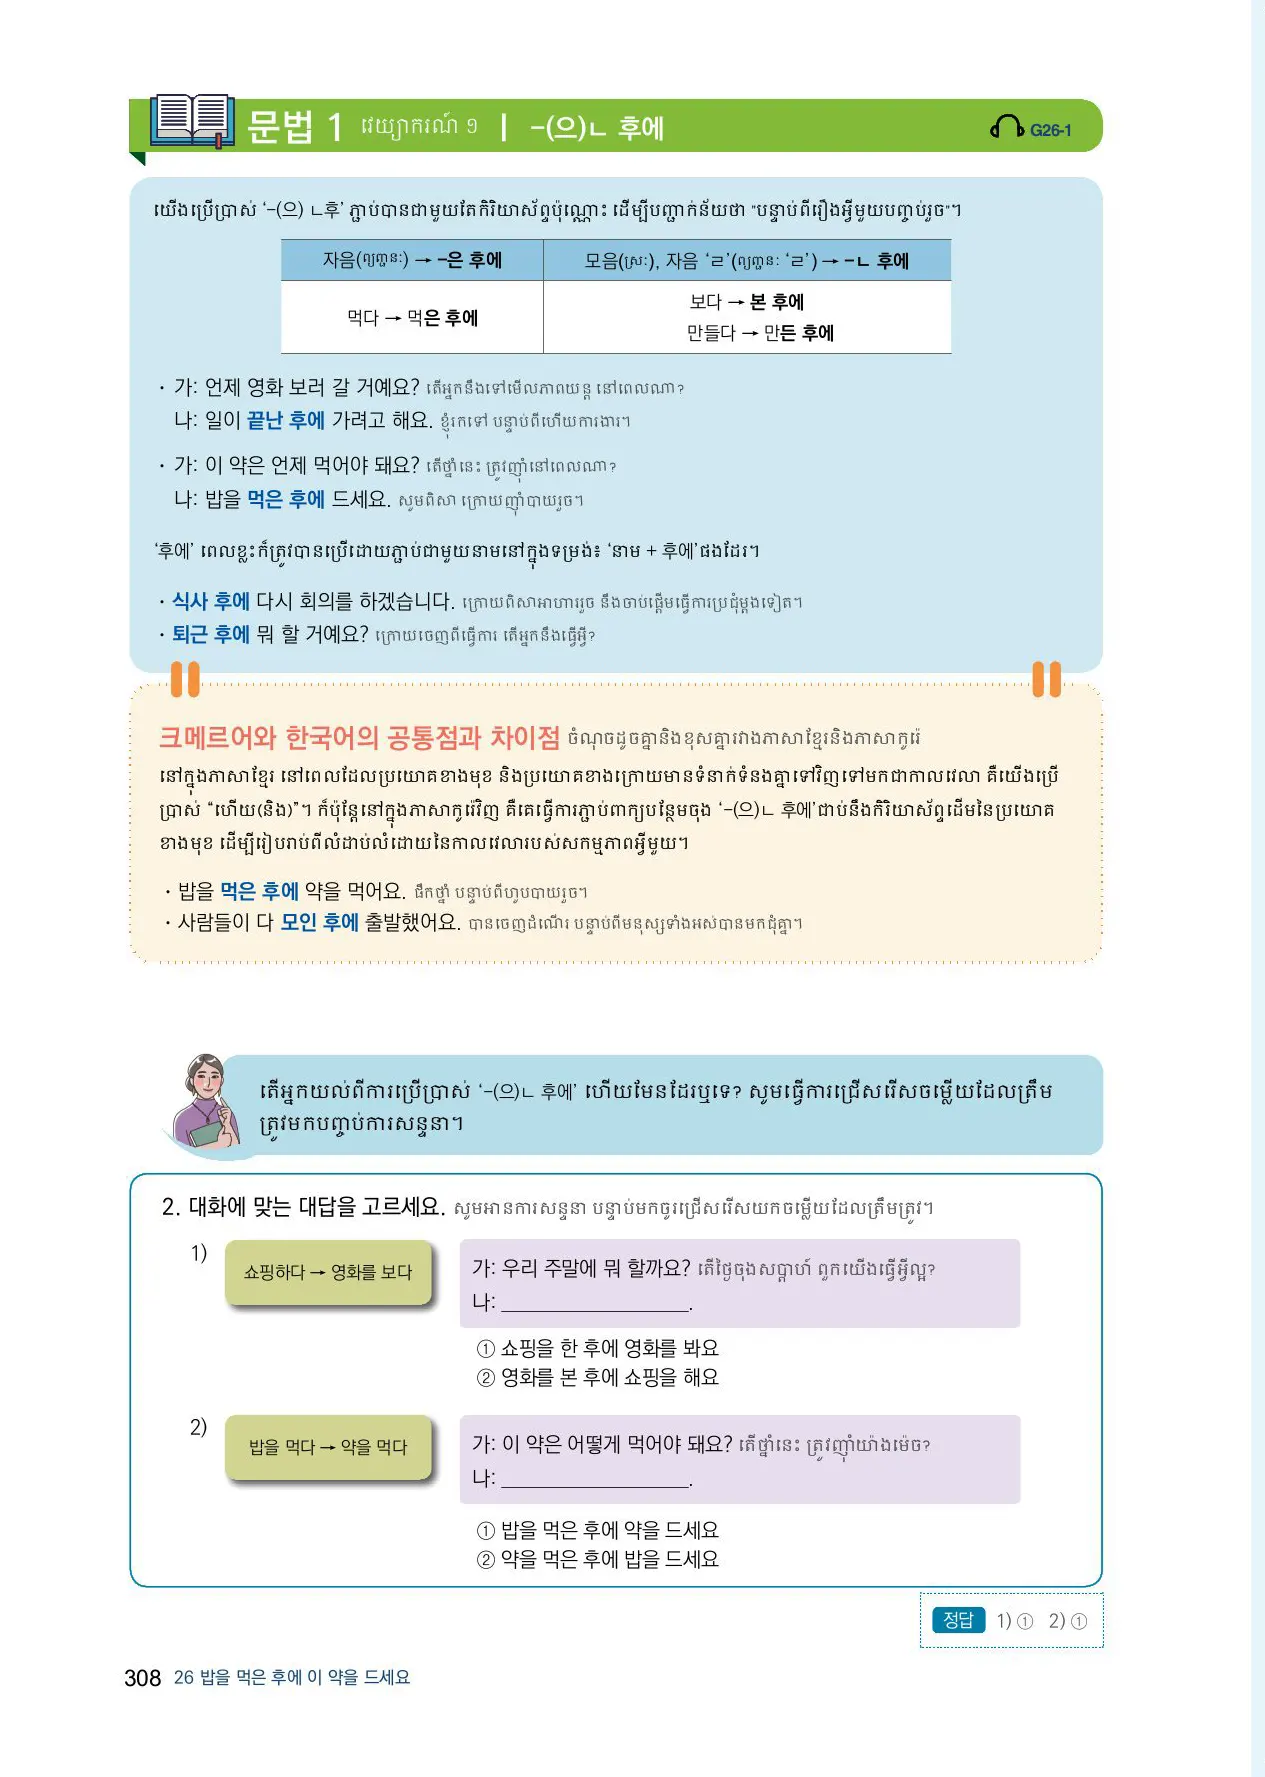 문법 1 វេយ្យាករណ៍ ១ | -(으)ㄴ 후에
G26-1
យើងប្រើប្រាស់ ‘-(으) ㄴ후’ ភ្ជាប់បានជាមួយតែកិរិយាស័ព្ទប៉ុណ្ណោះ ដើម្បីបញ្ជាក់ន័យថា "បន្ទាប់ពីរឿងអ្វីមួយបញ្ចប់រួច"។
자음(ព្យញ្ជនៈ) → -은 후에
모음(ស្រៈ), 자음 ‘ㄹ’(ព្យញ្ជនៈ ‘ㄹ’) → -ㄴ 후에
먹다 → 먹은 후에
보다 → 본 후에
만들다 → 만든 후에
· 가: 언제 영화 보러 갈 거예요? តើអ្នកនឹងទៅមើលភាពយន្ត នៅពេលណា?
나: 일이 끝난 후에 가려고 해요. ខ្ញុំរកទៅ បន្ទាប់ពីហើយការងារ។
· 가: 이 약은 언제 먹어야 돼요? តើថ្នាំនេះ ត្រូវញ៉ាំនៅពេលណា?
나: 밥을 먹은 후에 드세요. សូមពិសា ក្រោយញ៉ាំបាយរួច។
‘후에’ ពេលខ្លះក៏ត្រូវបានប្រើដោយភ្ជាប់ជាមួយនាមនៅក្នុងទម្រង់៖ ‘នាម + 후에’ផងដែរ។
· 식사 후에 다시 회의를 하겠습니다. ក្រោយពិសាអាហាររួច នឹងចាប់ផ្តើមធ្វើការប្រជុំម្តងទៀត។
· 퇴근 후에 뭐 할 거예요? ក្រោយចេញពីធ្វើការ តើអ្នកនឹងធ្វើអ្វី?
크메르어와 한국어의 공통점과 차이점 ចំណុចដូចគ្នានិងខុសគ្នារវាងភាសាខ្មែរនិងភាសាកូរ៉េ
នៅក្នុងភាសាខ្មែរ នៅពេលដែលប្រយោគខាងមុខ និងប្រយោគខាងក្រោយមានទំនាក់ទំនងគ្នាទៅវិញទៅមកជាកាលវេលា គឺយើងប្រើ
ប្រាស់ “ហើយ(និង)”។ ក៏ប៉ុន្តែនៅក្នុងភាសាកូរ៉េវិញ គឺគេធ្វើការភ្ជាប់ពាក្យបន្ថែមចុង ‘-(으)ㄴ 후에’ជាប់នឹងកិរិយាស័ព្ទដើមនៃប្រយោគ
ខាងមុខ ដើម្បីរៀបរាប់ពីលំដាប់លំដោយនៃកាលវេលារបស់សកម្មភាពអ្វីមួយ។
· 밥을 먹은 후에 약을 먹어요. ផឹកថ្នាំ បន្ទាប់ពីហូបបាយរួច។
· 사람들이 다 모인 후에 출발했어요. បានចេញដំណើរ បន្ទាប់ពីមនុស្សទាំងអស់បានមកជុំគ្នា។
តើអ្នកយល់ពីការប្រើប្រាស់ ‘-(으)ㄴ 후에’ ហើយមែនដែរឬទេ? សូមធ្វើការជ្រើសរើសចម្លើយដែលត្រឹម
ត្រូវមកបញ្ចប់ការសន្ទនា។
2. 대화에 맞는 대답을 고르세요. សូមអានការសន្ទនា បន្ទាប់មកចូរជ្រើសរើសយកចម្លើយដែលត្រឹមត្រូវ។
1)
쇼핑하다 → 영화를 보다
가: 우리 주말에 뭐 할까요? តើថ្ងៃចុងសប្តាហ៍ ពួកយើងធ្វើអ្វីល្អ?
나: ____________________.
① 쇼핑을 한 후에 영화를 봐요
② 영화를 본 후에 쇼핑을 해요
2)
밥을 먹다 → 약을 먹다
가: 이 약은 어떻게 먹어야 돼요? តើថ្នាំនេះ ត្រូវញ៉ាំយ៉ាងម៉េច?
나: ____________________.
① 밥을 먹은 후에 약을 드세요
② 약을 먹은 후에 밥을 드세요
정답 1) ① 2) ①
308 26 밥을 먹은 후에 이 약을 드세요